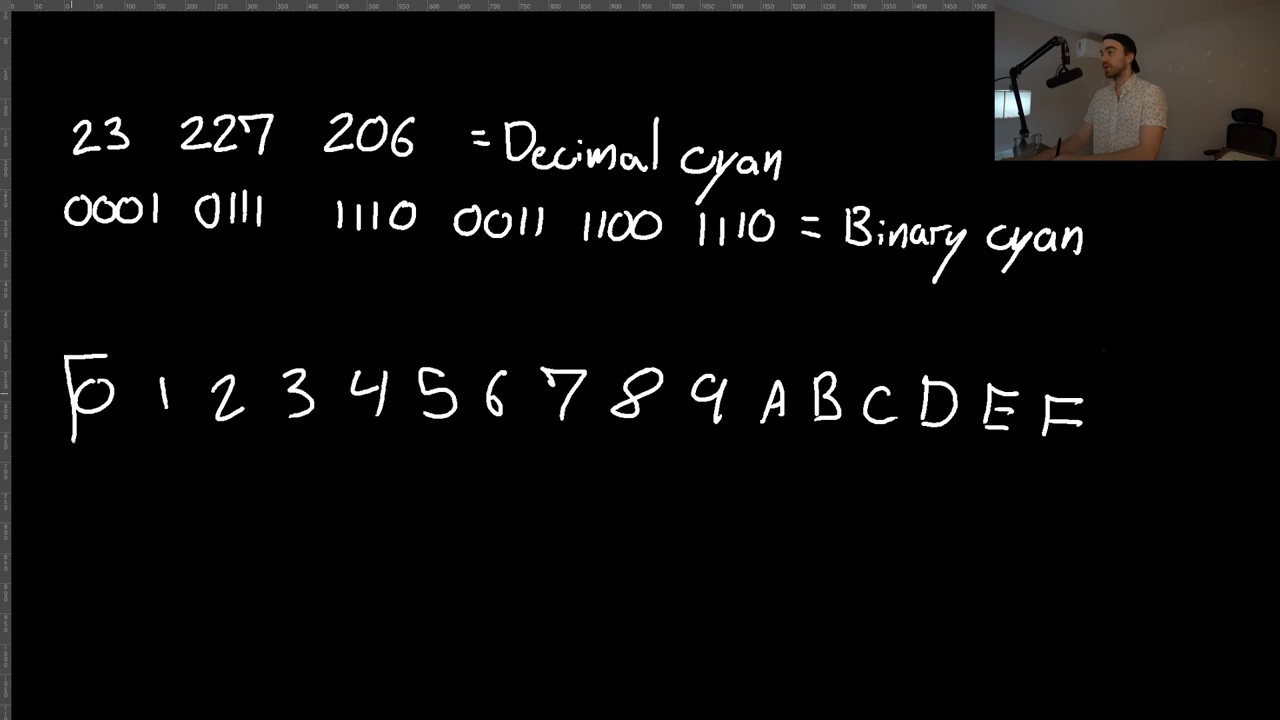 23 227 206 = Decimal cyan
0001 0111 1110 0011 1100 1110 = Binary cyan
0 1 2 3 4 5 6 7 8 9 A B C D E F